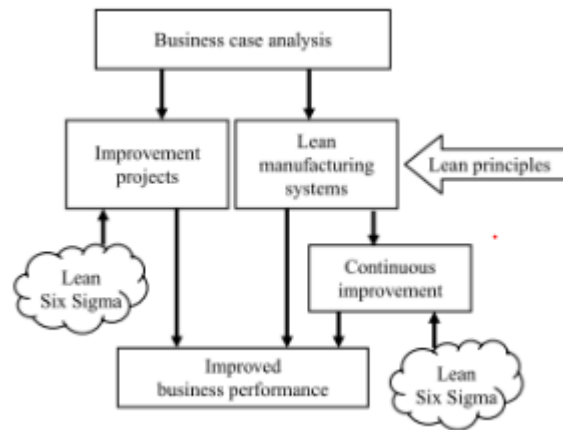 Business case analysis
Improvement
projects
Lean
manufacturing
systems
Lean principles
Lean
Six Sigma
Continuous
improvement
Improved
business performance
Lean
Six Sigma